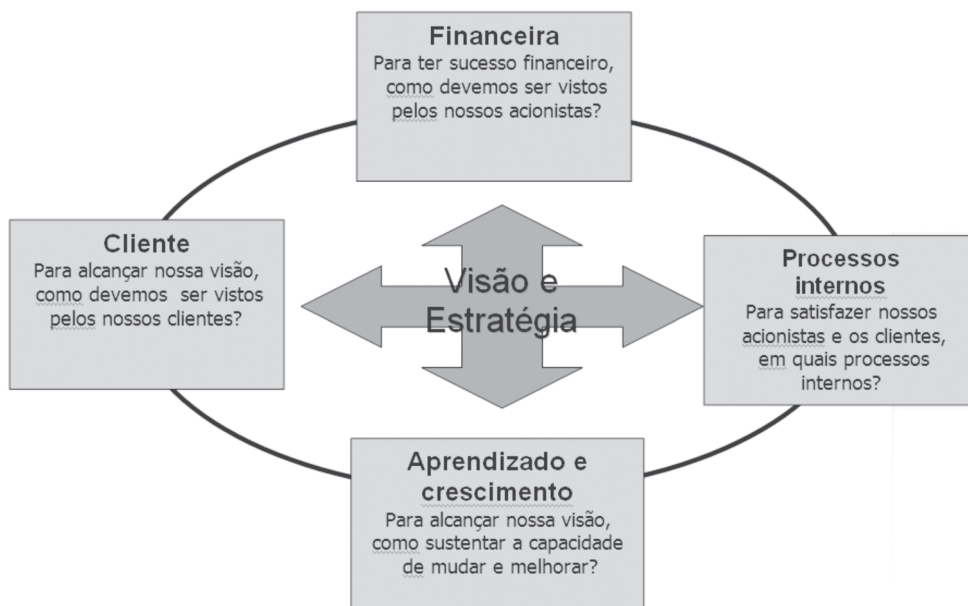 Financeira
Para ter sucesso financeiro,
como devemos ser vistos
pelos nossos acionistas?
Cliente
Para alcançar nossa visão,
como devemos ser vistos
pelos nossos clientes?
Visão e
Estratégia
Processos
internos
Para satisfazer nossos
acionistas e os clientes,
em quais processos
internos?
Aprendizado e
crescimento
Para alcançar nossa visão,
como sustentar a capacidade
de mudar e melhorar?